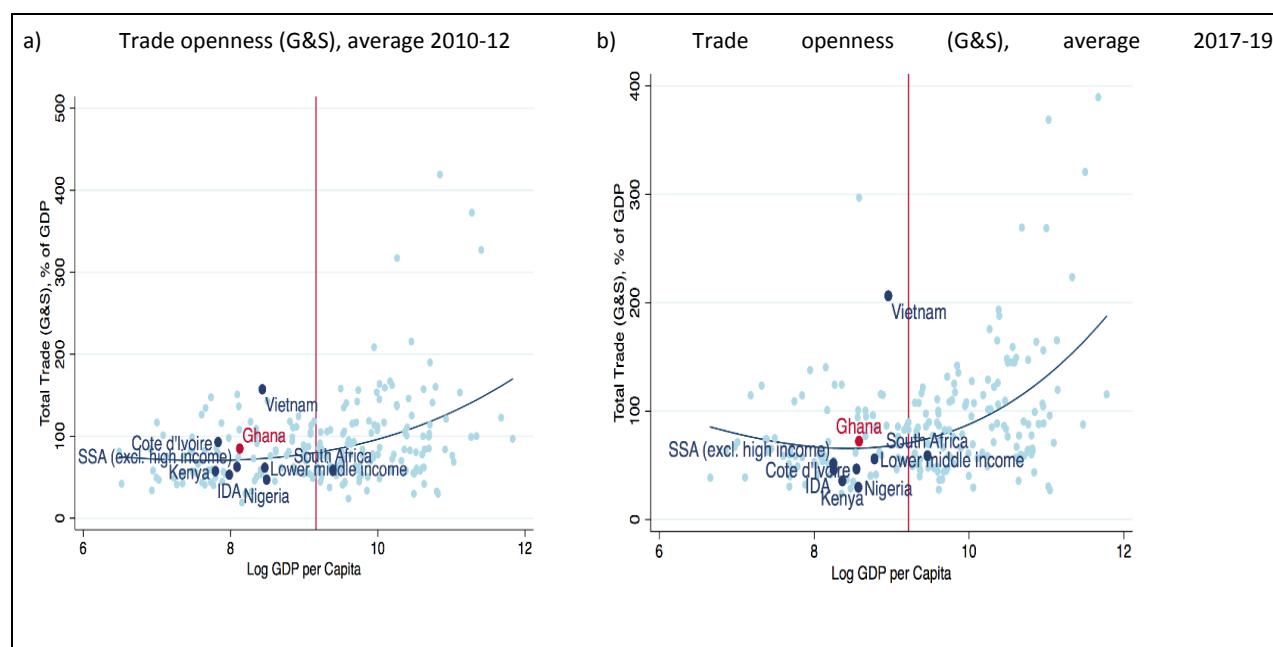 a) Trade openness (G&S), average 2010-12
Total Trade (G&S), % of GDP
500
400
300
200
100
0
Vietnam
Ghana
Cote d'Ivoire
SSA (excl. high income)
South Africa
Kenya
Lower middle income
IDA
Nigeria
6 8 10 12
Log GDP per Capita
b) Trade openness (G&S), average 2017-19
Total Trade (G&S), % of GDP
400
300
200
100
0
Vietnam
Ghana
South Africa
SSA (excl. high income)
Lower middle income
Cote d'Ivoire
IDA
Nigeria
Kenya
6 8 10 12
Log GDP per Capita